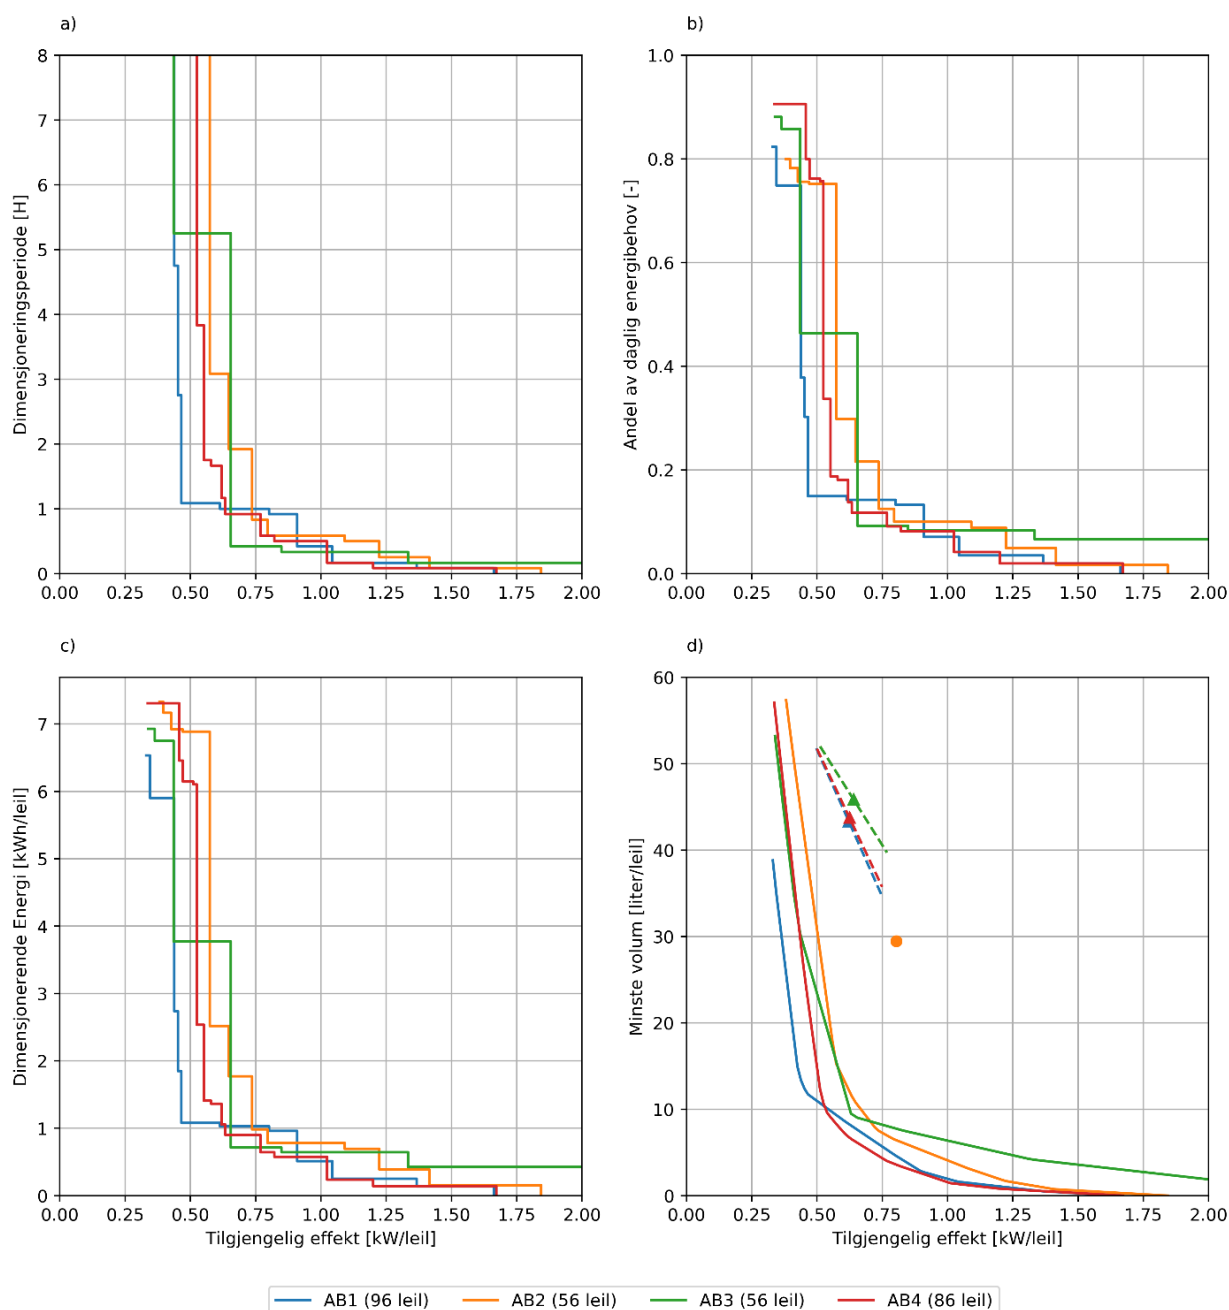 a)
8
7
6
5
4
3
2
1
0
Dimensjoneringsperiode [H]
0.00 0.25 0.50 0.75 1.00 1.25 1.50 1.75 2.00
b)
1.0
0.8
0.6
0.4
0.2
0.0
Andel av daglig energibehov [-]
0.00 0.25 0.50 0.75 1.00 1.25 1.50 1.75 2.00
c)
7
6
5
4
3
2
1
0
Dimensjonerende Energi [kWh/leil]
0.00 0.25 0.50 0.75 1.00 1.25 1.50 1.75 2.00
Tilgjengelig effekt [kW/leil]
d)
60
50
40
30
20
10
0
Minste volum [liter/leil]
0.00 0.25 0.50 0.75 1.00 1.25 1.50 1.75 2.00
Tilgjengelig effekt [kW/leil]
AB1 (96 leil) AB2 (56 leil) AB3 (56 leil) AB4 (86 leil)